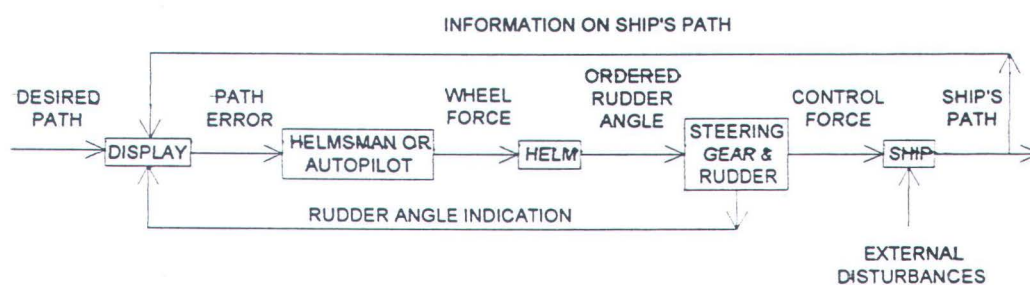 INFORMATION ON SHIP'S PATH
DESIRED
PATH
PATH
ERROR
WHEEL
FORCE
ORDERED
RUDDER
ANGLE
CONTROL
FORCE
SHIP'S
PATH
DISPLAY
HELMSMAN OR
AUTOPILOT
HELM
STEERING
GEAR &
RUDDER
SHIP
RUDDER ANGLE INDICATION
EXTERNAL
DISTURBANCES